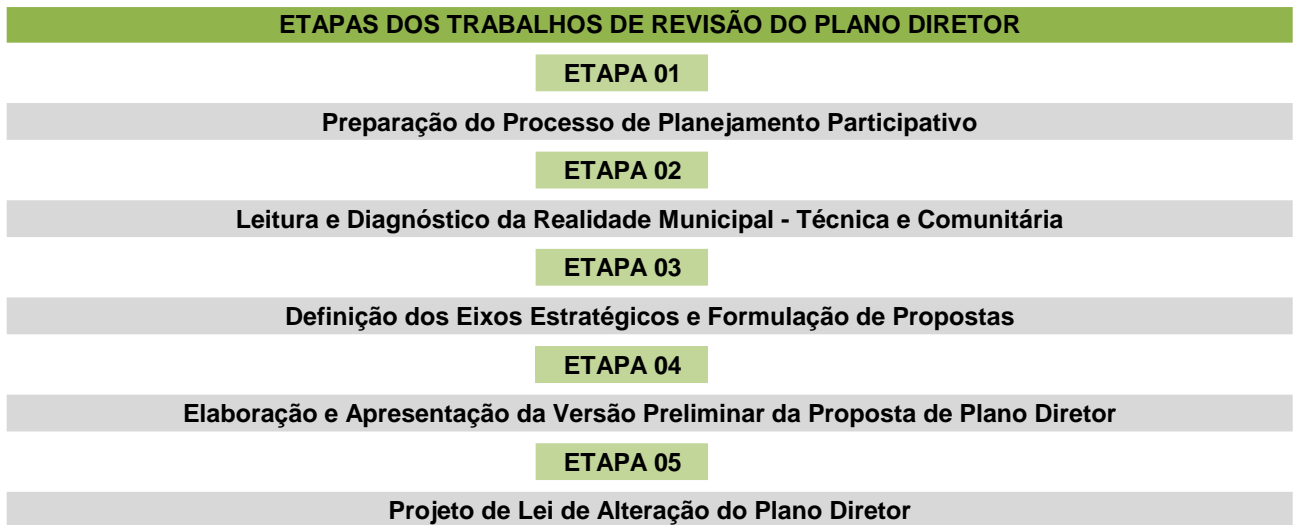 ETAPAS DOS TRABALHOS DE REVISÃO DO PLANO DIRETOR
ETAPA 01
Preparação do Processo de Planejamento Participativo
ETAPA 02
Leitura e Diagnóstico da Realidade Municipal - Técnica e Comunitária
ETAPA 03
Definição dos Eixos Estratégicos e Formulação de Propostas
ETAPA 04
Elaboração e Apresentação da Versão Preliminar da Proposta de Plano Diretor
ETAPA 05
Projeto de Lei de Alteração do Plano Diretor